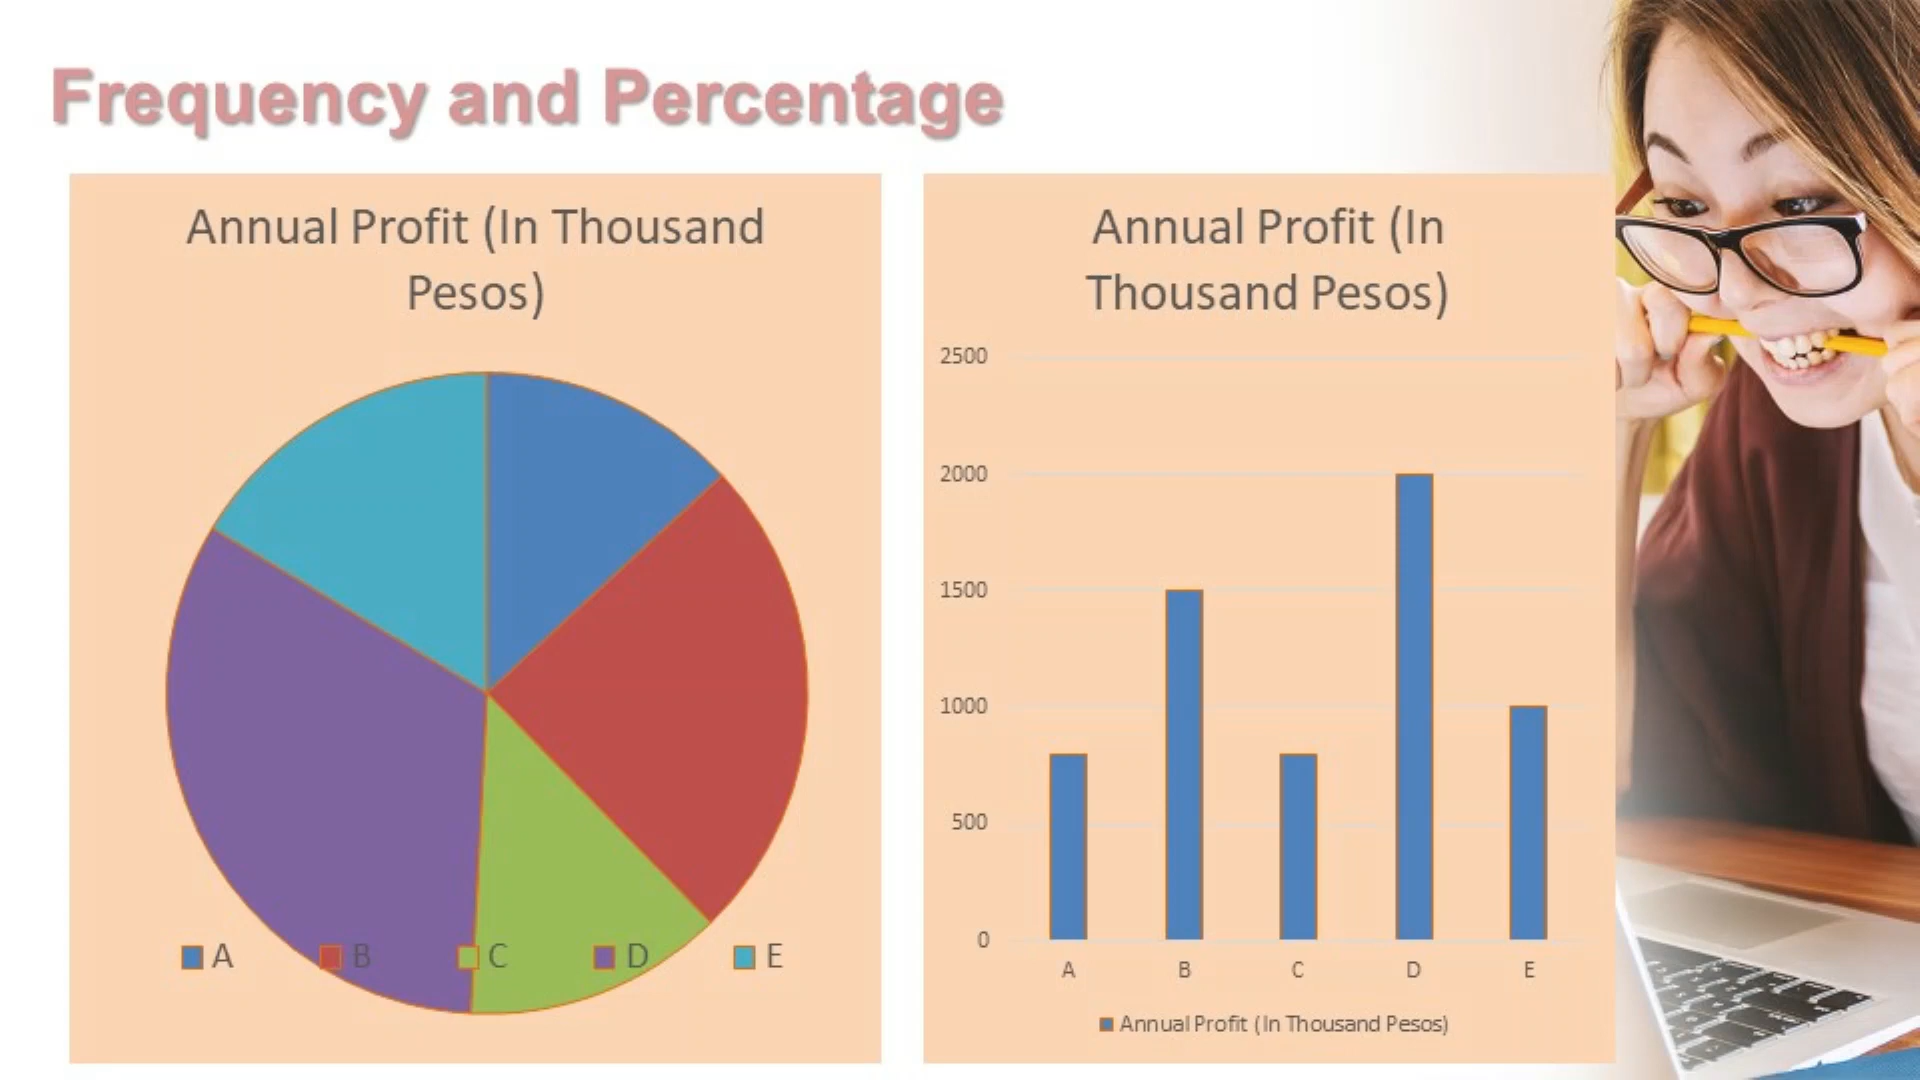 Frequency and Percentage
Annual Profit (In Thousand
Pesos)
A B C D E
Annual Profit (In
Thousand Pesos)
2500
2000
1500
1000
500
0
A B C D E
Annual Profit (In Thousand Pesos)